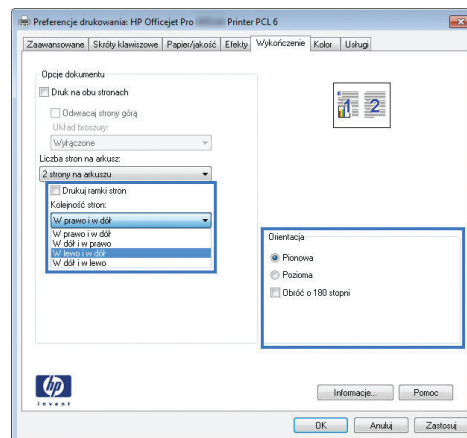 Preferencje drukowania: HP Officejet Pro Printer PCL 6
Zaawansowane Skróty klawiszowe Papier/jakość Efekty Wykończenie Kolor Usługi
Opcje dokumentu
Druk na obu stronach
Odwracaj strony górą
Układ broszury:
Wyłączone
Liczba stron na arkusz:
2 strony na arkuszu
Drukuj ramki stron
Kolejność stron:
W prawo i w dół
W prawo i w dół
W dół i w prawo
W lewo i w dół
W dół i w lewo
1 2
Orientacja
Pionowa
Pozioma
Obróć o 180 stopni
hp
invent
Informacje... Pomoc
OK Anuluj Zastosuj